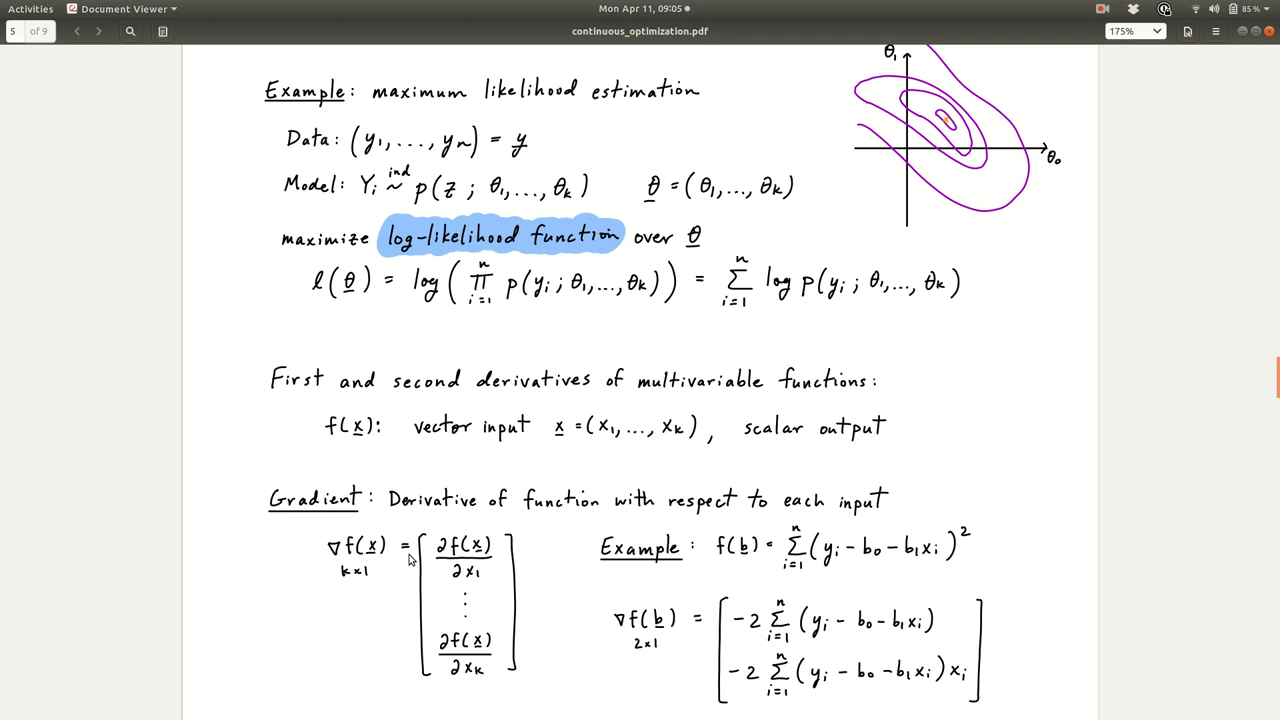 Activities Document Viewer Mon Apr 11, 09:05 85%
5 of 9 continuous_optimization.pdf 175%
θ₁
θ₀
Example: maximum likelihood estimation
Data: (y₁,...,yₙ) = y
Model: Yᵢ ~ind p(z ; θ₁,...,θₖ) θ = (θ₁,...,θₖ)
maximize log-likelihood function over θ
ℓ(θ) = log( ∏ᵢ₌₁ⁿ p(yᵢ ; θ₁,...,θₖ) ) = ∑ᵢ₌₁ⁿ log p(yᵢ ; θ₁,...,θₖ)
First and second derivatives of multivariable functions:
f(x): vector input x = (x₁,...,xₖ), scalar output
Gradient: Derivative of function with respect to each input
∇f(x) = [ ∂f(x)/∂x₁ ⋮ ∂f(x)/∂xₖ ]
k×1
Example: f(b) = ∑ᵢ₌₁ⁿ (yᵢ - b₀ - b₁xᵢ)²
∇f(b) = [ -2 ∑ᵢ₌₁ⁿ (yᵢ - b₀ - b₁xᵢ)
2×1
-2 ∑ᵢ₌₁ⁿ (yᵢ - b₀ - b₁xᵢ)xᵢ ]